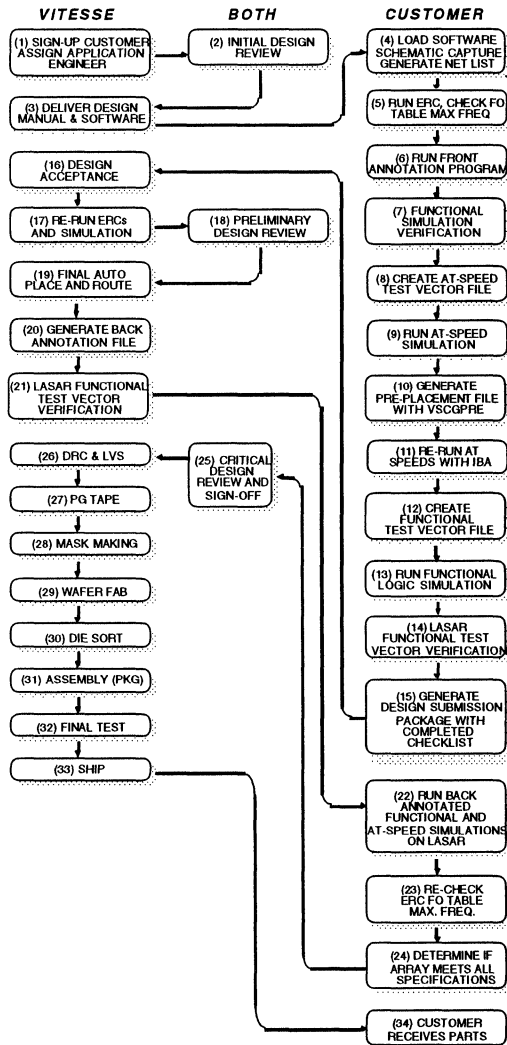 VITESSE
BOTH
CUSTOMER
(1) SIGN-UP CUSTOMER
ASSIGN APPLICATION
ENGINEER
(2) INITIAL DESIGN
REVIEW
(3) DELIVER DESIGN
MANUAL & SOFTWARE
(4) LOAD SOFTWARE
SCHEMATIC CAPTURE
GENERATE NET LIST
(5) RUN ERC, CHECK FO
TABLE MAX FREQ
(6) RUN FRONT
ANNOTATION PROGRAM
(7) FUNCTIONAL
SIMULATION
VERIFICATION
(8) CREATE AT-SPEED
TEST VECTOR FILE
(9) RUN AT-SPEED
SIMULATION
(10) GENERATE
PRE-PLACEMENT FILE
WITH VSCGPRE
(11) RE-RUN AT
SPEEDS WITH IBA
(12) CREATE
FUNCTIONAL
TEST VECTOR FILE
(13) RUN FUNCTIONAL
LOGIC SIMULATION
(14) LASAR
FUNCTIONAL TEST
VECTOR VERIFICATION
(15) GENERATE
DESIGN SUBMISSION
PACKAGE WITH
COMPLETED
CHECKLIST
(16) DESIGN
ACCEPTANCE
(17) RE-RUN ERCs
AND SIMULATION
(18) PRELIMINARY
DESIGN REVIEW
(19) FINAL AUTO
PLACE AND ROUTE
(20) GENERATE BACK
ANNOTATION FILE
(21) LASAR FUNCTIONAL
TEST VECTOR
VERIFICATION
(22) RUN BACK
ANNOTATED
FUNCTIONAL AND
AT-SPEED SIMULATIONS
ON LASAR
(23) RE-CHECK
ERC FO TABLE
MAX. FREQ.
(24) DETERMINE IF
ARRAY MEETS ALL
SPECIFICATIONS
(25) CRITICAL
DESIGN
REVIEW AND
SIGN-OFF
(26) DRC & LVS
(27) PG TAPE
(28) MASK MAKING
(29) WAFER FAB
(30) DIE SORT
(31) ASSEMBLY (PKG)
(32) FINAL TEST
(33) SHIP
(34) CUSTOMER
RECEIVES PARTS